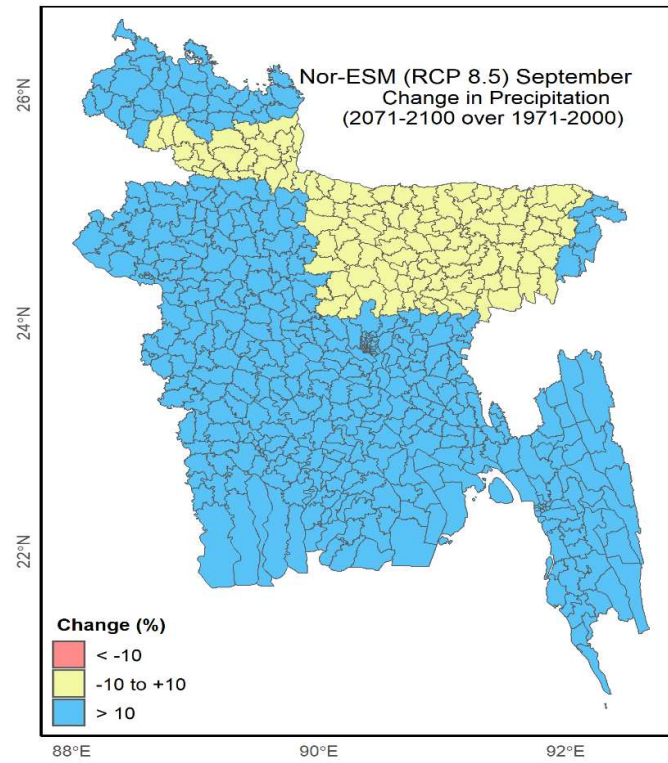 Nor-ESM (RCP 8.5) September
Change in Precipitation
(2071-2100 over 1971-2000)
26°N
24°N
22°N
Change (%)
< -10
-10 to +10
> 10
88°E
90°E
92°E